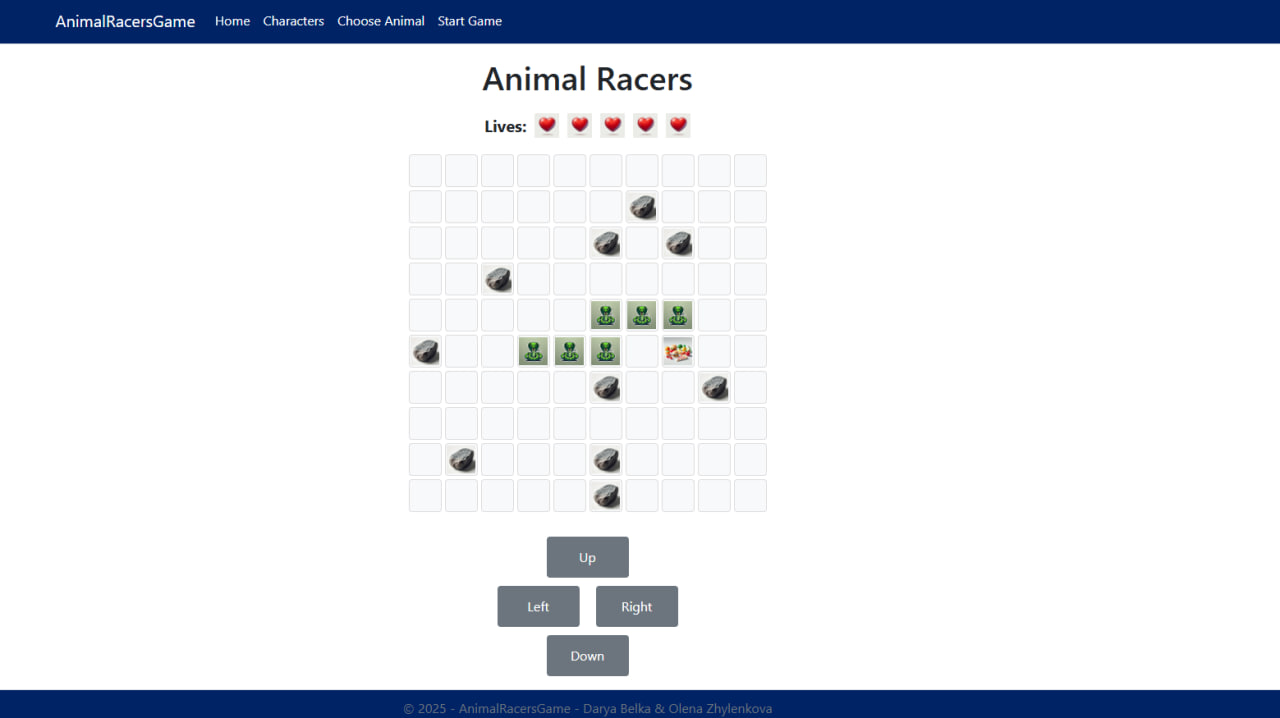 AnimalRacersGame Home Characters Choose Animal Start Game
Animal Racers
Lives:
Up
Left Right
Down
© 2025 - AnimalRacersGame - Darya Belka & Olena Zhylenkova